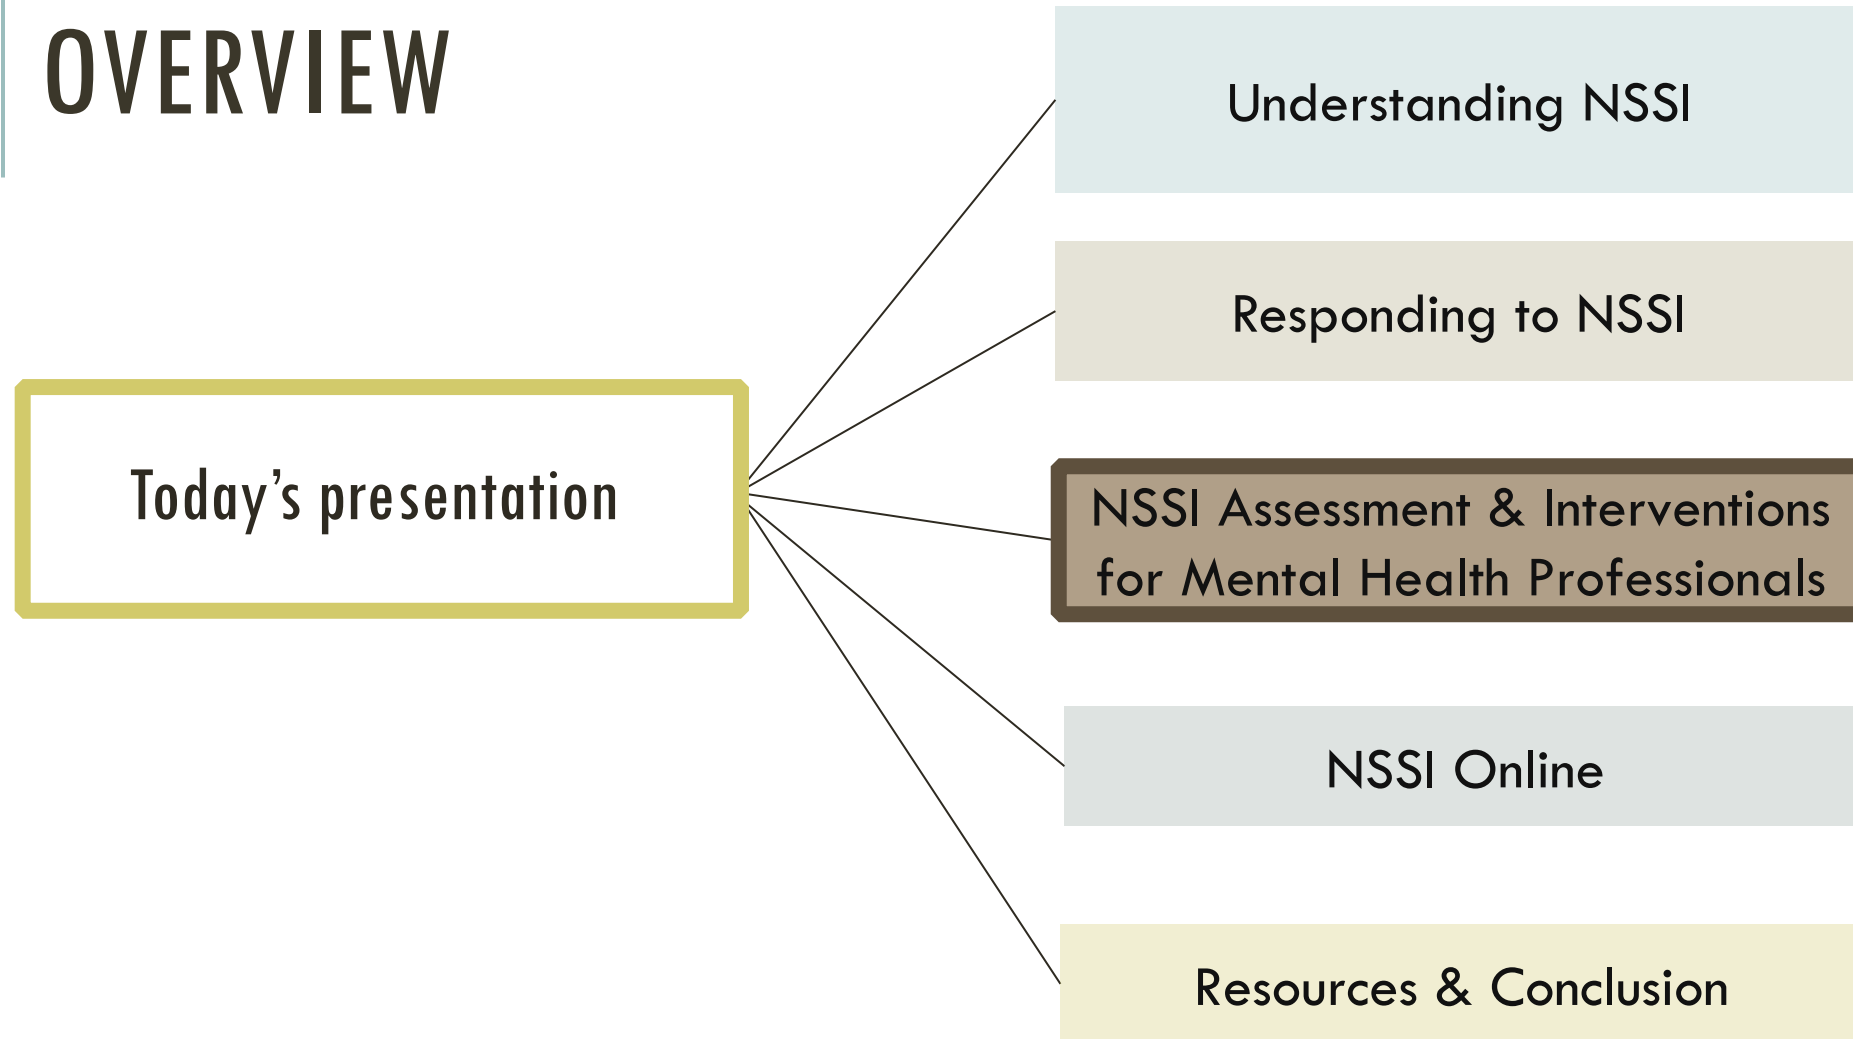 OVERVIEW
Understanding NSSI
Responding to NSSI
Today’s presentation
NSSI Assessment & Interventions
for Mental Health Professionals
NSSI Online
Resources & Conclusion